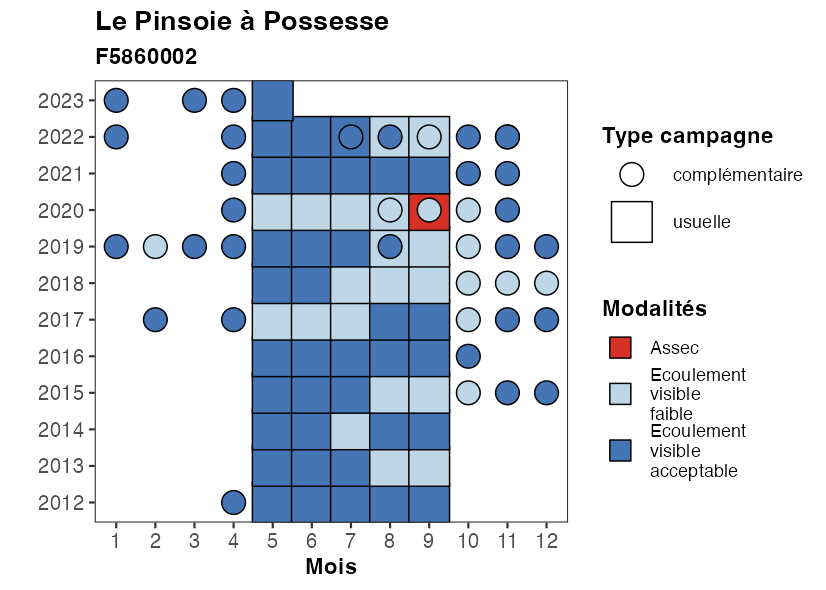 Le Pinsoie à Possesse
F5860002
2023
2022
2021
2020
2019
2018
2017
2016
2015
2014
2013
2012
1 2 3 4 5 6 7 8 9 10 11 12
Mois
Type campagne
complémentaire
usuelle
Modalités
Assec
Ecoulement
visible
faible
Ecoulement
visible
acceptable